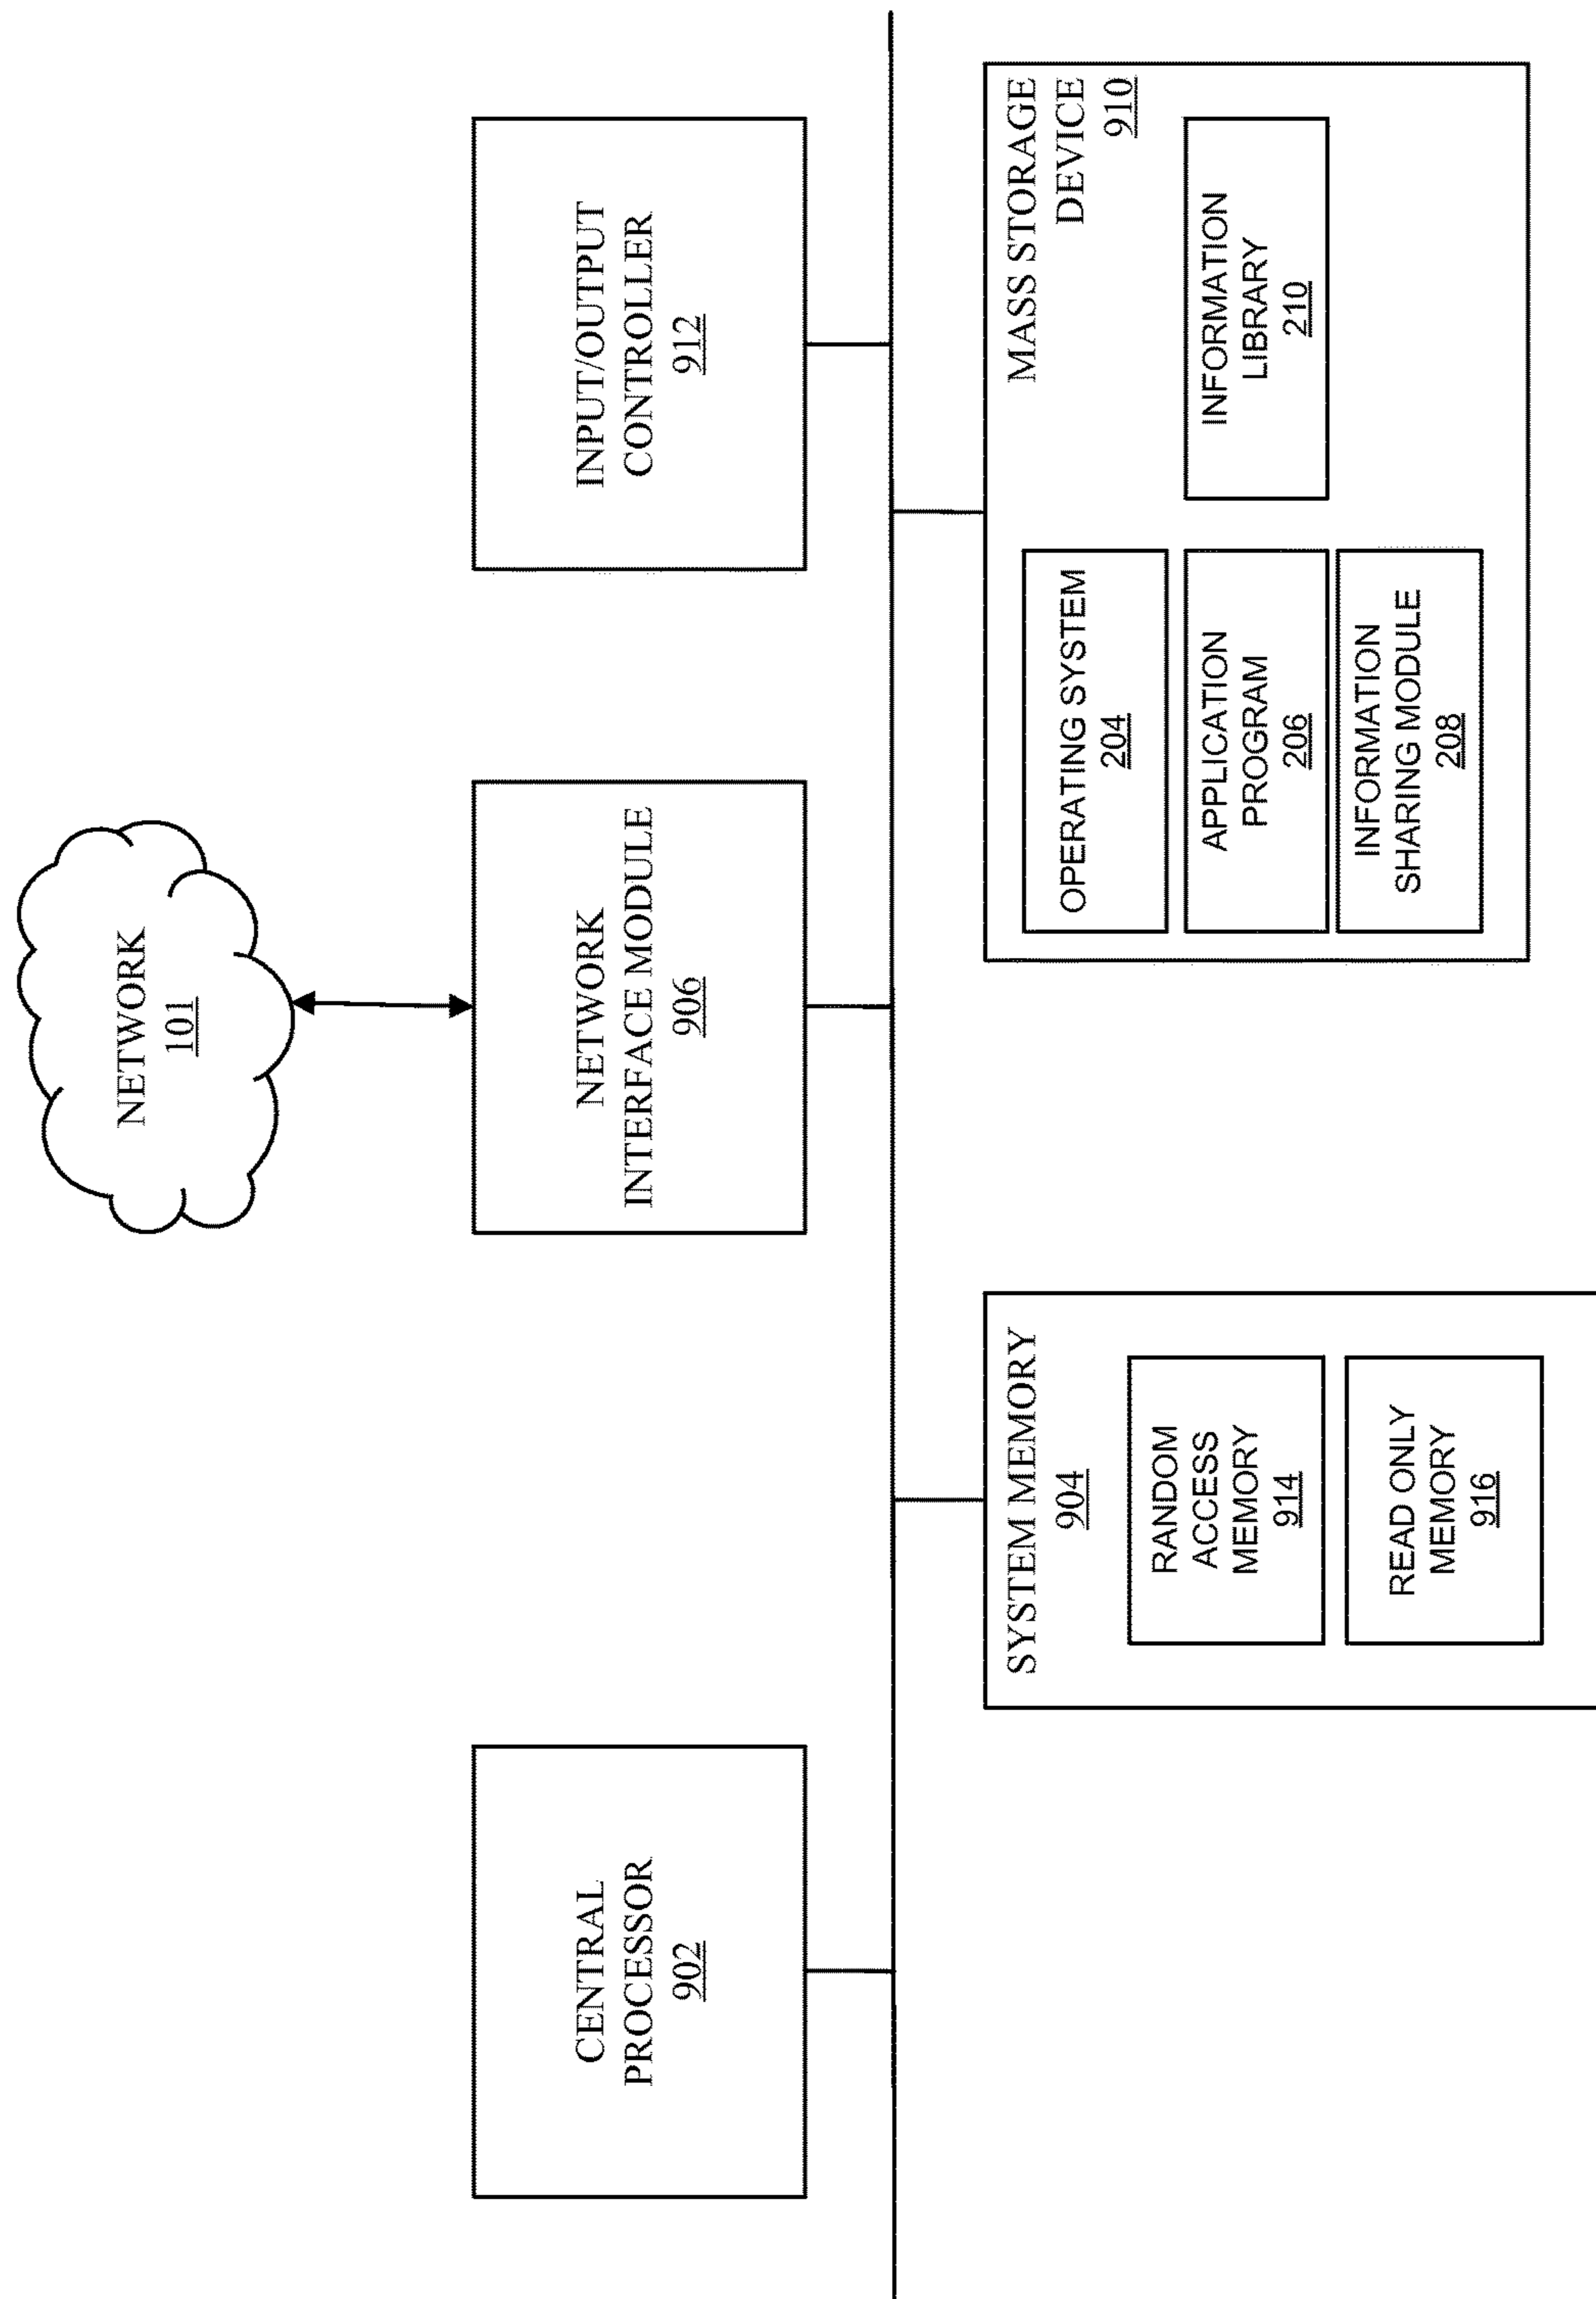 NETWORK
101
CENTRAL
PROCESSOR
902
NETWORK
INTERFACE MODULE
906
INPUT/OUTPUT
CONTROLLER
912
SYSTEM MEMORY
904
RANDOM
ACCESS
MEMORY
914
READ ONLY
MEMORY
916
MASS STORAGE
DEVICE
910
OPERATING SYSTEM
204
APPLICATION
PROGRAM
206
INFORMATION
SHARING MODULE
208
INFORMATION
LIBRARY
210